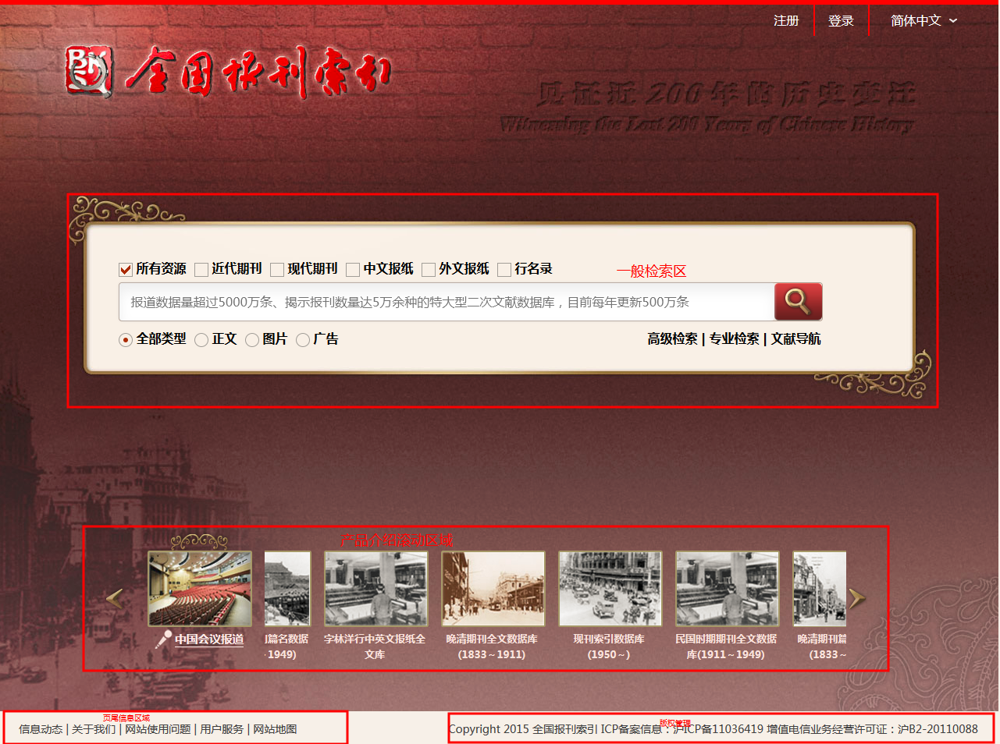 注册
登录
简体中文
全国报刊索引
见证近200年的历史变迁
Witnessing the Last 200 Years of Chinese History
所有资源 近代期刊 现代期刊 中文报纸 外文报纸 行名录
一般检索区
报道数据量超过5000万条、揭示报刊数量达5万余种的特大型二次文献数据库，目前每年更新500万条
全部类型 正文 图片 广告
高级检索 | 专业检索 | 文献导航
产品介绍滚动区域
中国会议报道
篇名数据
1949)
字林洋行中英文报纸全
文库
晚清期刊全文数据库
(1833～1911)
现刊索引数据库
(1950～)
民国时期期刊全文数据
库(1911～1949)
晚清期刊篇
(1833～
页尾信息区域
信息动态 | 关于我们 | 网站使用问题 | 用户服务 | 网站地图
版权管理
Copyright 2015 全国报刊索引 ICP备案信息：沪ICP备11036419 增值电信业务经营许可证：沪B2-20110088